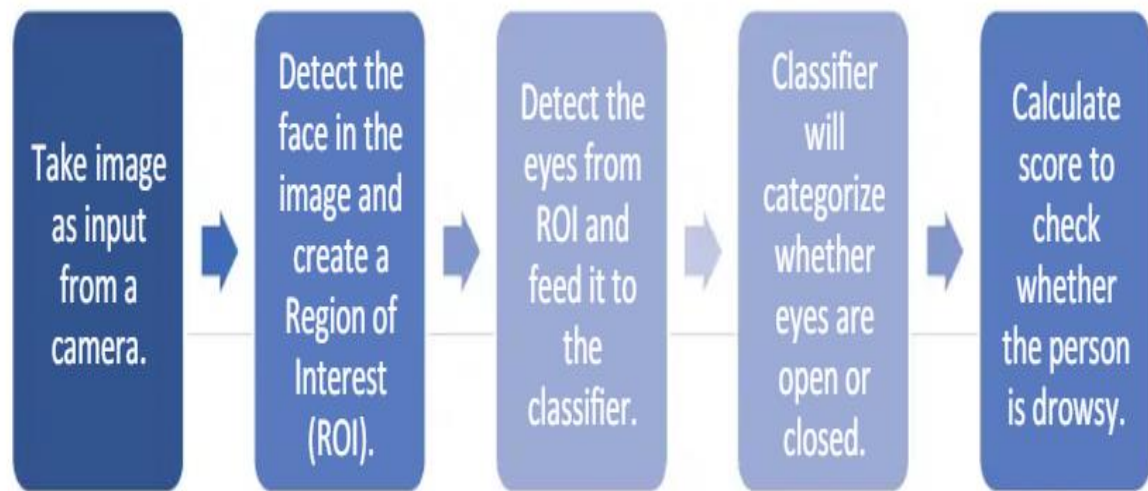 Take image
as input
from a
camera.
Detect the
face in the
image and
create a
Region of
Interest
(ROI).
Detect the
eyes from
ROI and
feed it to
the
classifier.
Classifier
will
categorize
whether
eyes are
open or
closed.
Calculate
score to
check
whether
the person
is drowsy.